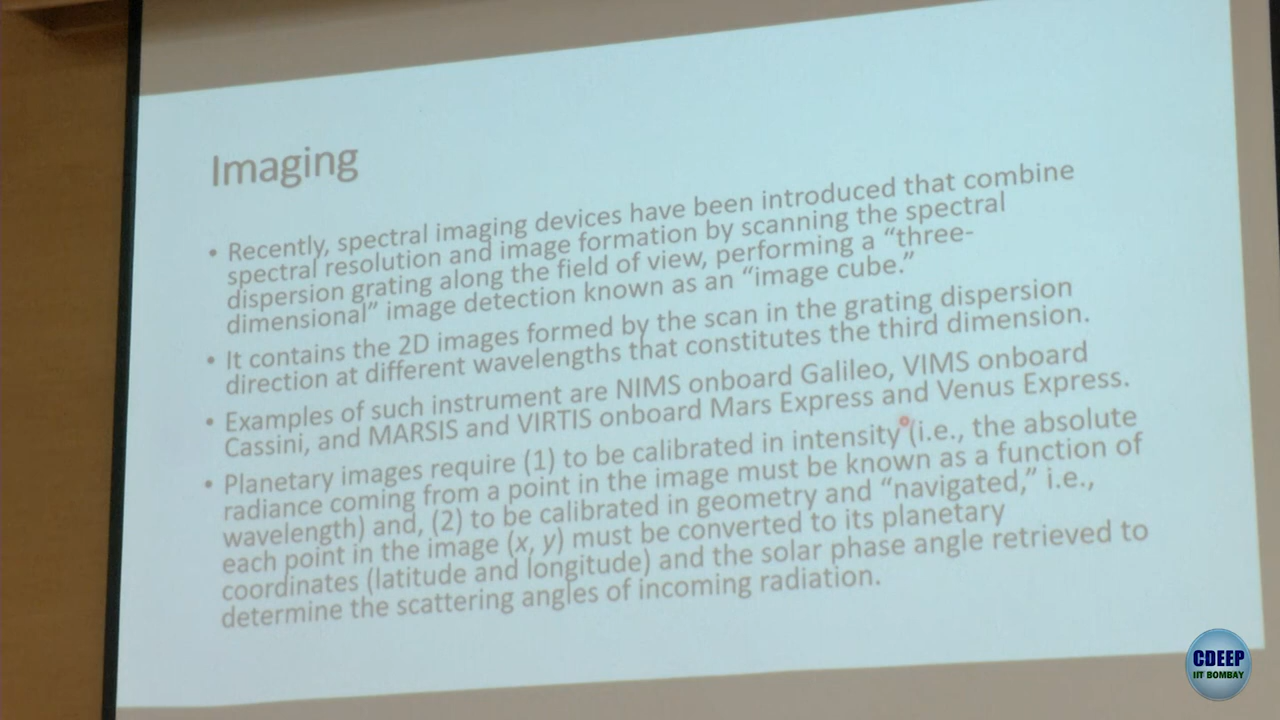 Imaging
• Recently, spectral imaging devices have been introduced that combine
spectral resolution and image formation by scanning the spectral
dispersion grating along the field of view, performing a “three-
dimensional” image detection known as an “image cube.”
• It contains the 2D images formed by the scan in the grating dispersion
direction at different wavelengths that constitutes the third dimension.
• Examples of such instrument are NIMS onboard Galileo, VIMS onboard
Cassini, and MARSIS and VIRTIS onboard Mars Express and Venus Express.
• Planetary images require (1) to be calibrated in intensity (i.e., the absolute
radiance coming from a point in the image must be known as a function of
wavelength) and, (2) to be calibrated in geometry and “navigated,” i.e.,
each point in the image (x, y) must be converted to its planetary
coordinates (latitude and longitude) and the solar phase angle retrieved to
determine the scattering angles of incoming radiation.
CDEEP
IIT BOMBAY